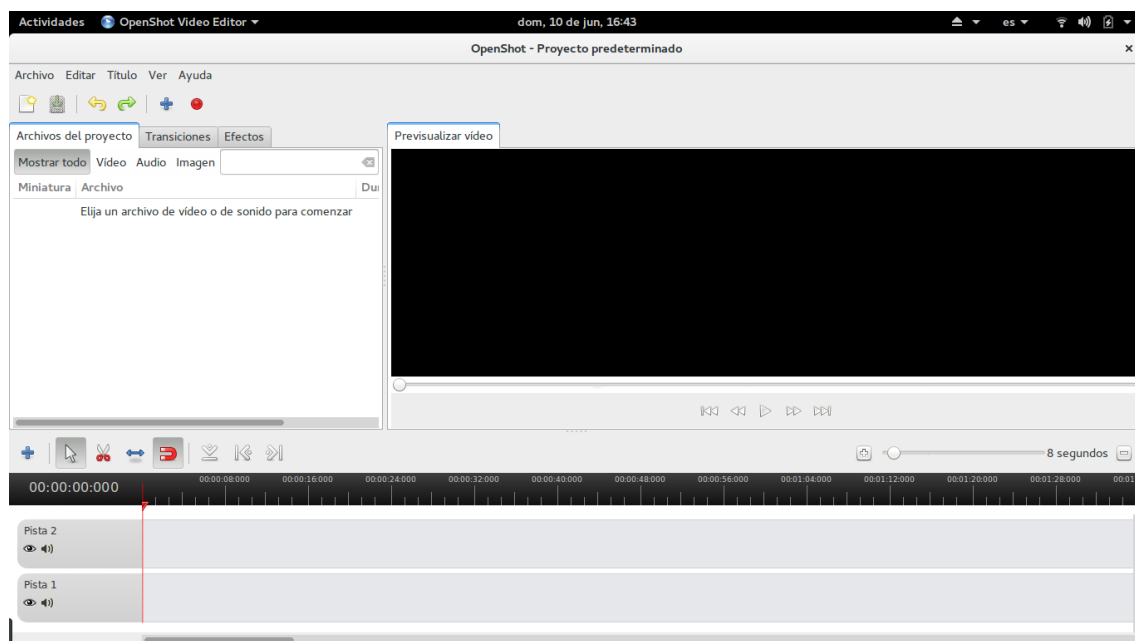 Actividades OpenShot Video Editor dom, 10 de jun, 16:43 es
OpenShot - Proyecto predeterminado
Archivo Editar Título Ver Ayuda
Archivos del proyecto Transiciones Efectos Previsualizar vídeo
Mostrar todo Vídeo Audio Imagen
Miniatura Archivo Du
Elija un archivo de vídeo o de sonido para comenzar
8 segundos
00:00:00:000 00:00:08:000 00:00:16:000 00:00:24:000 00:00:32:000 00:00:40:000 00:00:48:000 00:00:56:000 00:01:04:000 00:01:12:000 00:01:20:000 00:01:28:000 00:01
Pista 2
Pista 1